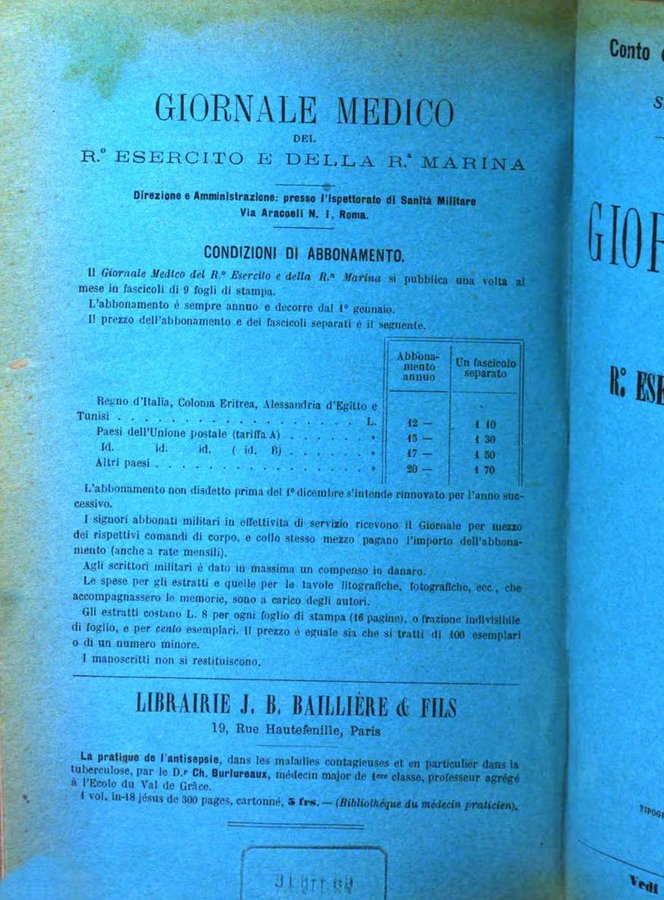 GIORNALE MEDICO
DEL
R.º ESERCITO E DELLA R.ª MARINA
Direzione e Amministrazione: presso l'Ispettorato di Sanità Militare
Via Aracoeli N. 1, Roma.
CONDIZIONI DI ABBONAMENTO.
Il Giornale Medico del R.º Esercito e della R.ª Marina si pubblica una volta al
mese in fascicoli di 9 fogli di stampa.
L'abbonamento è sempre annuo e decorre dal 1º gennaio.
Il prezzo dell'abbonamento e dei fascicoli separati è il seguente.
Abbona-
mento
annuo
Un fascicolo
separato
Regno d'Italia, Colonia Eritrea, Alessandria d'Egitto e
Tunisi . . . . . . . . . . . . . . . . . . L. 12 — 1 10
Paesi dell'Unione postale (tariffa A) . . . . . . » 15 — 1 30
Id. id. id. ( id. B) . . . . . . » 17 — 1 50
Altri paesi . . . . . . . . . . . . . . . » 20 — 1 70
L'abbonamento non disdetto prima del 1º dicembre s'intende rinnovato per l'anno suc-
cessivo.
I signori abbonati militari in effettività di servizio ricevono il Giornale per mezzo
dei rispettivi comandi di corpo, e collo stesso mezzo pagano l'importo dell'abbona-
mento (anche a rate mensili).
Agli scrittori militari è dato in massima un compenso in danaro.
Le spese per gli estratti e quelle per le tavole litografiche, fotografiche, ecc., che
accompagnassero le memorie, sono a carico degli autori.
Gli estratti costano L. 8 per ogni foglio di stampa (16 pagine), o frazione indivisibile
di foglio, e per cento esemplari. Il prezzo è eguale sia che si tratti di 100 esemplari
o di un numero minore.
I manoscritti non si restituiscono.
LIBRAIRIE J. B. BAILLIÈRE & FILS
19, Rue Hautefenille, Paris
La pratique de l'antisepsie, dans les maladies contagieuses et en particulier dans la
tuberculose, par le D.r Ch. Burlureaux, médecin major de 1ère classe, professeur agrégé
à l'Ecole du Val de Grâce.
1 vol. in-18 jésus de 300 pages, cartonné, 5 frs. — (Bibliothèque du médecin praticien).
Conto
GIOR
R.º ESE
TIPOG
Vedi